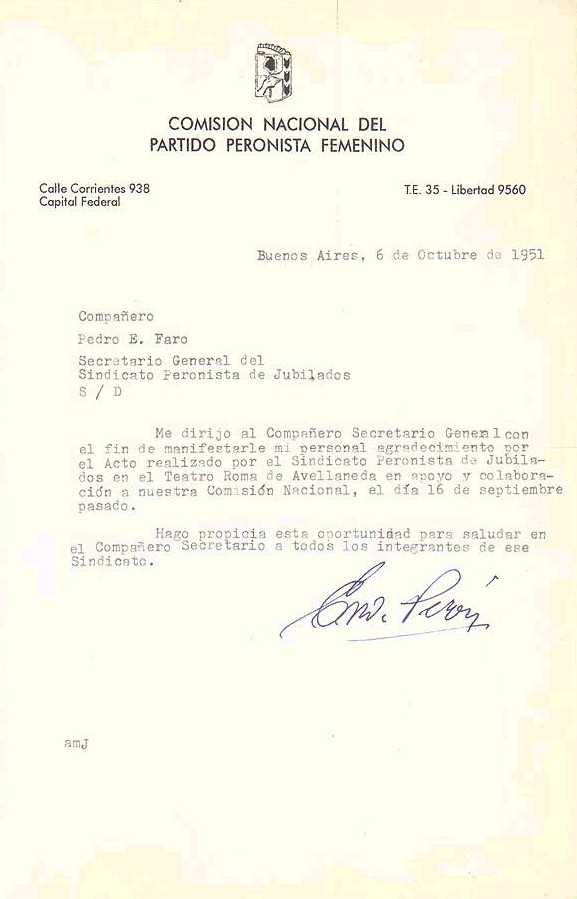 COMISION NACIONAL DEL
PARTIDO PERONISTA FEMENINO
Calle Corrientes 938
Capital Federal
T.E. 35 - Libertad 9560
Buenos Aires, 6 de Octubre de 1951
Compañero
Pedro E. Faro
Secretario General del
Sindicato Peronista de Jubilados
S / D
Me dirijo al Compañero Secretario General con
el fin de manifestarle mi personal agradecimiento por
el Acto realizado por el Sindicato Peronista de Jubila-
dos en el Teatro Roma de Avellaneda en apoyo y colabora-
ción a nuestra Comisión Nacional, el día 16 de septiembre
pasado.
Hago propicia esta oportunidad para saludar en
el Compañero Secretario a todos los integrantes de ese
Sindicato.
Perón
amJ